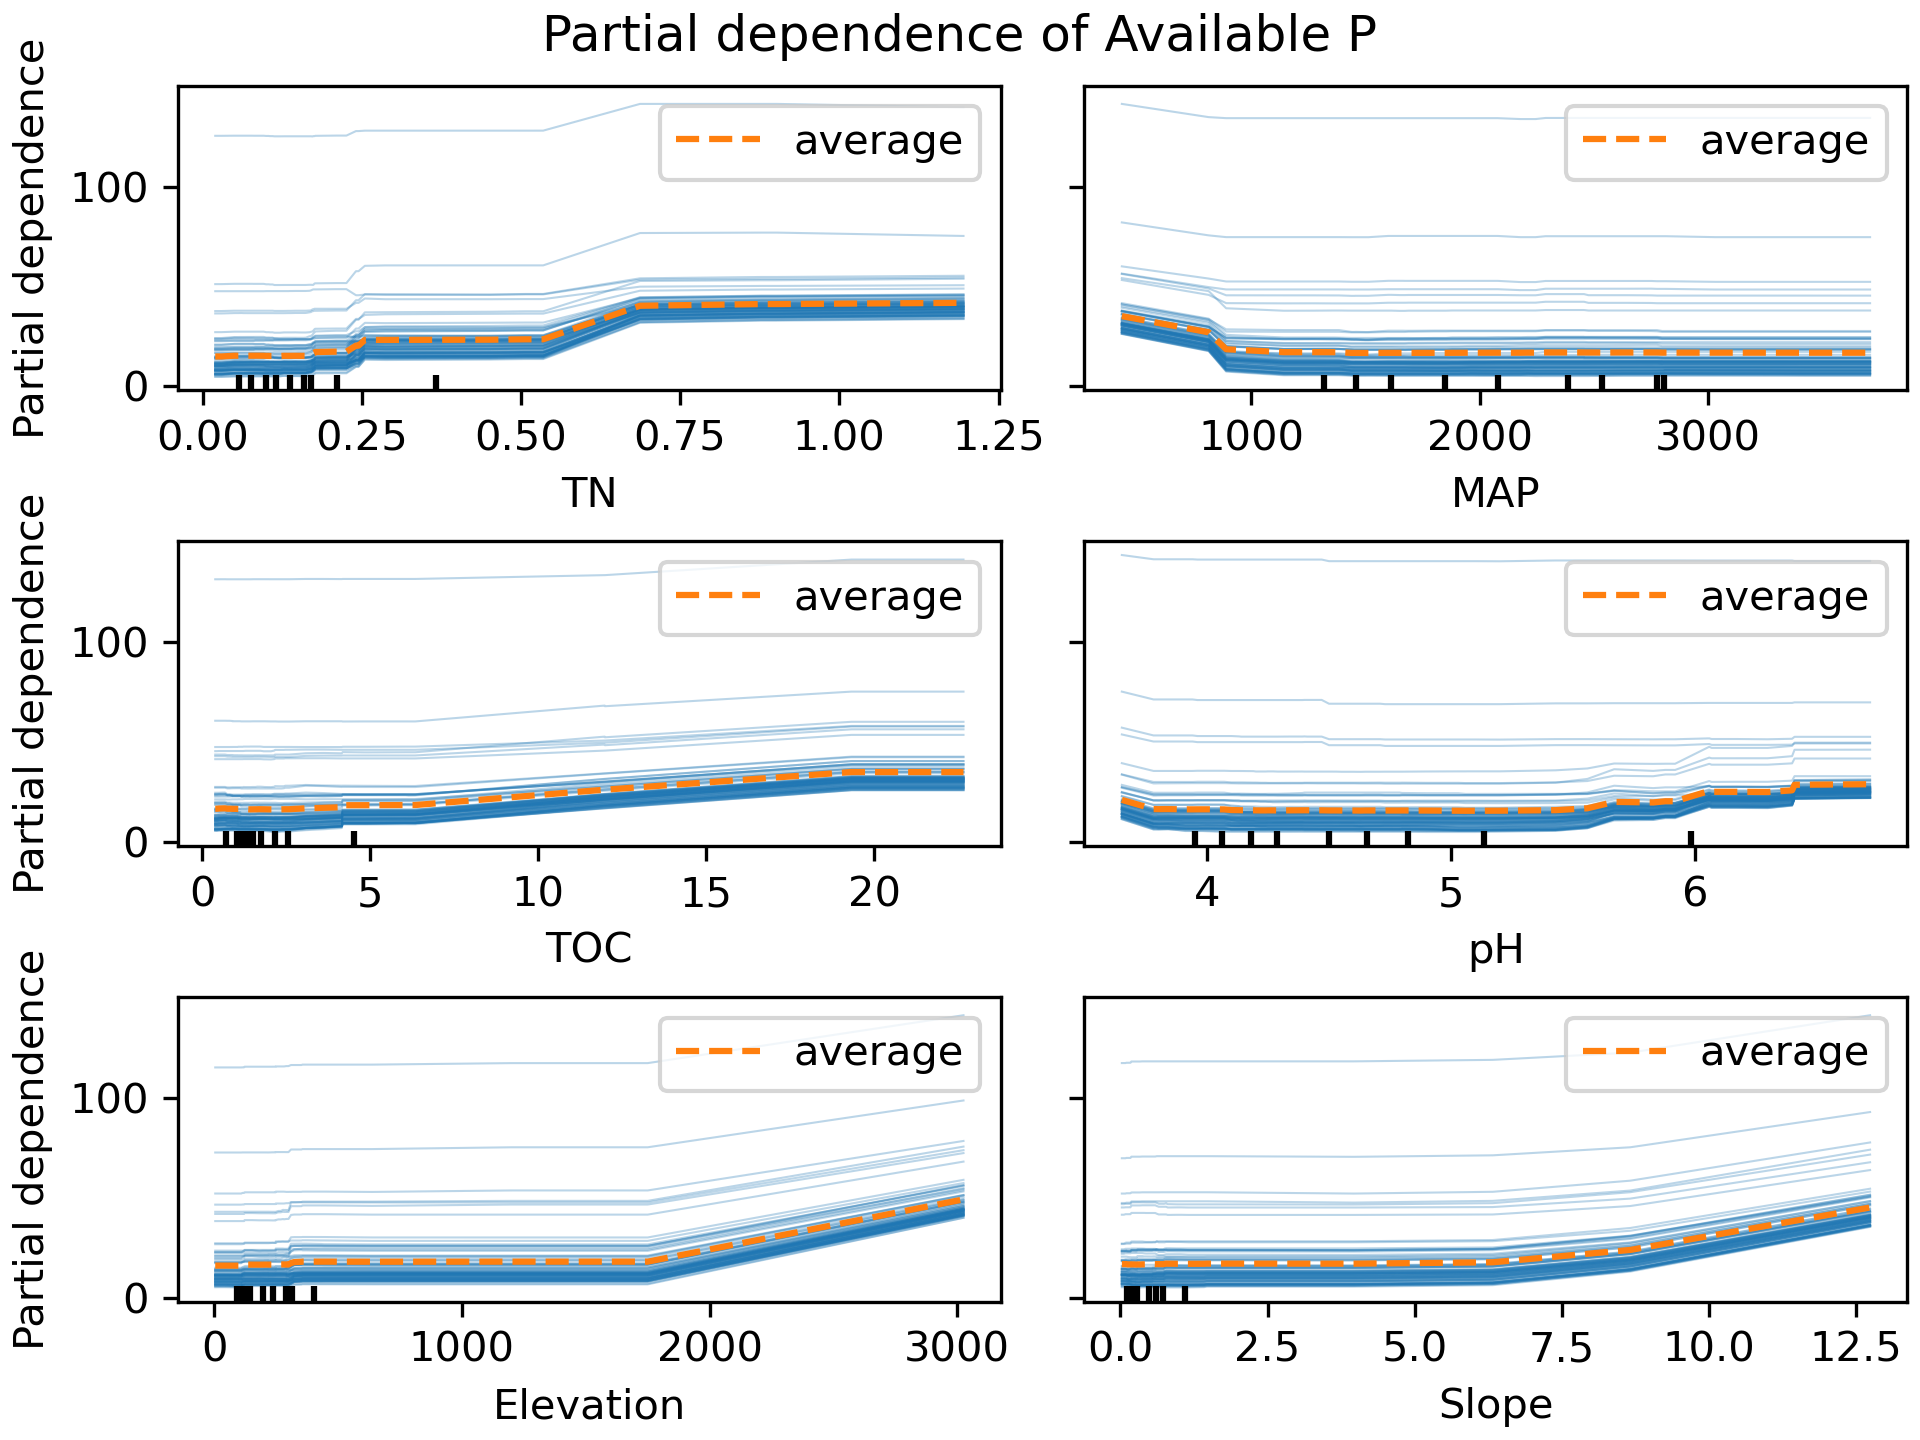 Partial dependence of Available P
Partial dependence
100
0
average
0.00 0.25 0.50 0.75 1.00 1.25
TN
average
1000 2000 3000
MAP
Partial dependence
100
0
average
0 5 10 15 20
TOC
average
4 5 6
pH
Partial dependence
100
0
average
0 1000 2000 3000
Elevation
average
0.0 2.5 5.0 7.5 10.0 12.5
Slope